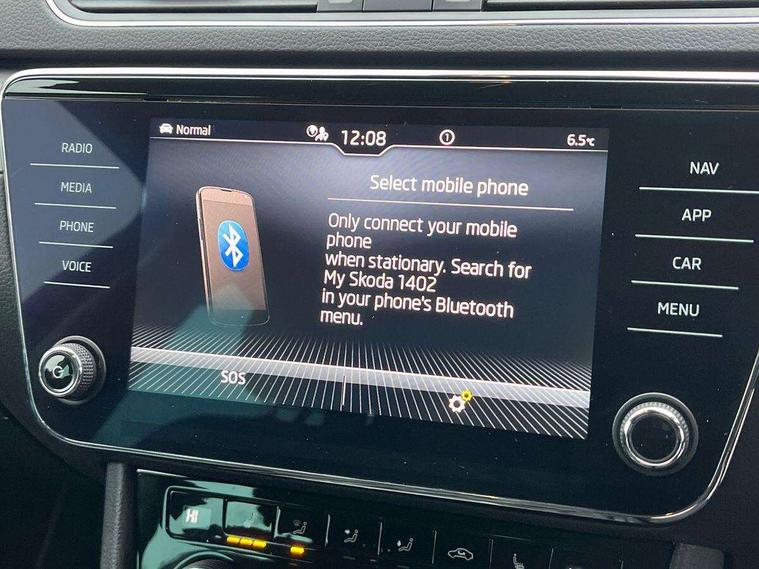 Normal
12:08
1
6.5°C
RADIO
MEDIA
PHONE
VOICE
Select mobile phone
Only connect your mobile
phone
when stationary. Search for
My Skoda 1402
in your phone's Bluetooth
menu.
SOS
NAV
APP
CAR
MENU
HI